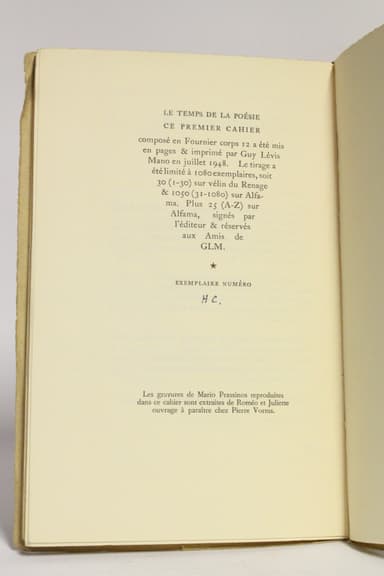 LE TEMPS DE LA POÉSIE
CE PREMIER CAHIER
composé en Fournier corps 12 a été mis
en pages & imprimé par Guy Lévis
Mano en juillet 1948. Le tirage a
été limité à 1080 exemplaires, soit
30 (1-30) sur vélin du Renage
& 1050 (31-1080) sur Alfa-
ma. Plus 25 (A-Z) sur
Alfama, signés par
l'éditeur & réservés
aux Amis de
GLM.
★
EXEMPLAIRE NUMÉRO
H C.
Les gravures de Mario Prassinos reproduites
dans ce cahier sont extraites de Roméo et Juliette
ouvrage à paraître chez Pierre Vorms.